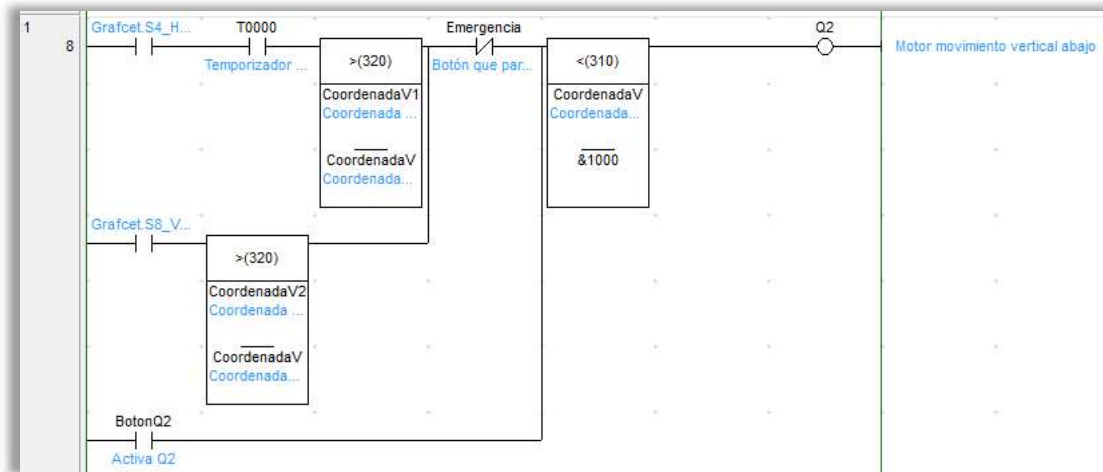 1
8
Grafcet.S4_H...
T0000
Temporizador ...
>(320)
CoordenadaV1
Coordenada ...
CoordenadaV
Coordenada...
Emergencia
Botón que par...
<(310)
CoordenadaV
Coordenada...
&1000
Q2
Motor movimiento vertical abajo
Grafcet.S8_V...
>(320)
CoordenadaV2
Coordenada ...
CoordenadaV
Coordenada...
BotonQ2
Activa Q2